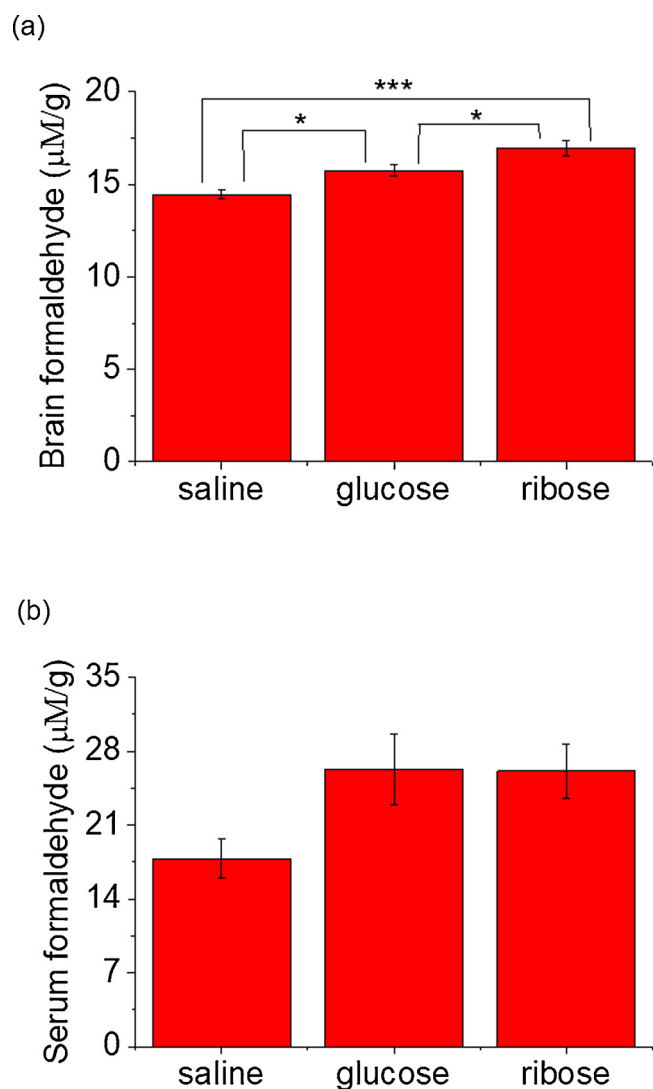 (a)
Brain formaldehyde (μM/g)
20
15
10
5
0
***
*
*
saline glucose ribose
(b)
Serum formaldehyde (μM/g)
35
28
21
14
7
0
saline glucose ribose